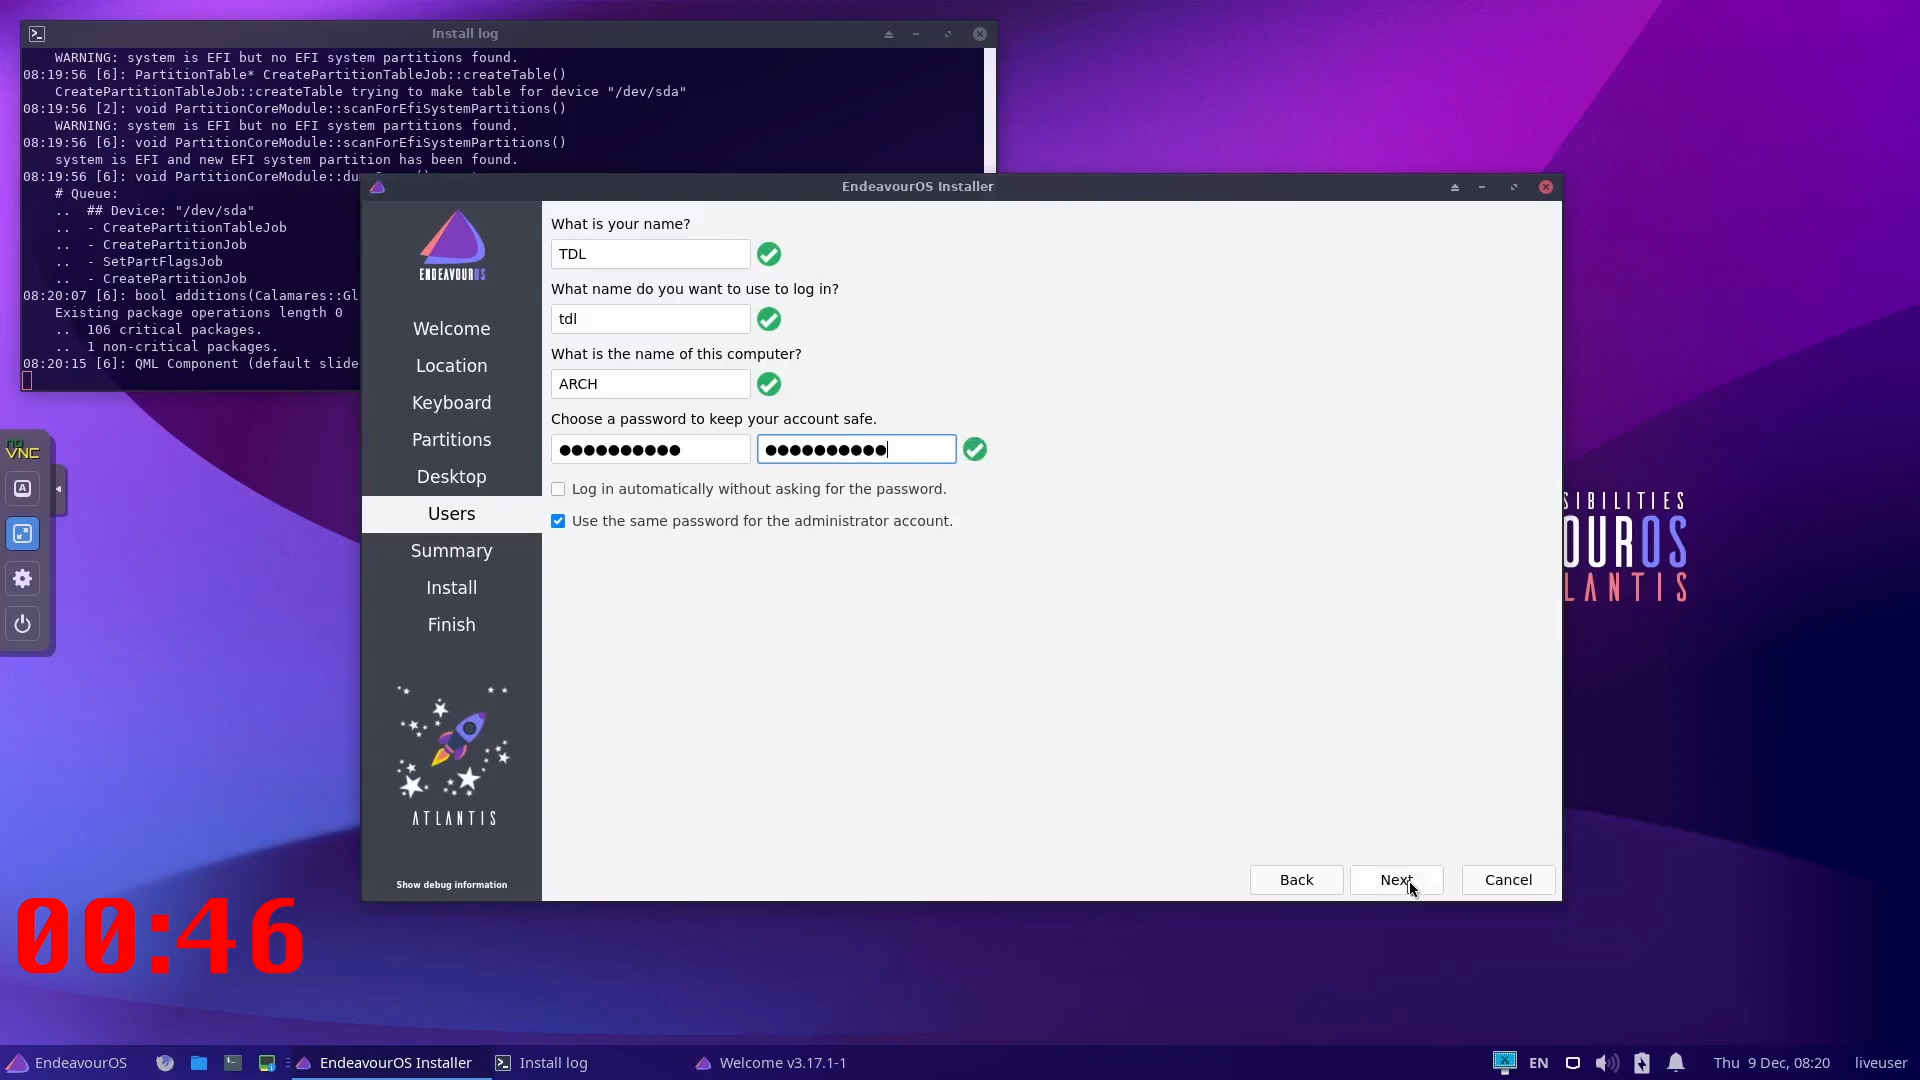 Install log
WARNING: system is EFI but no EFI system partitions found.
08:19:56 [6]: PartitionTable* CreatePartitionTableJob::createTable()
CreatePartitionTableJob::createTable trying to make table for device "/dev/sda"
08:19:56 [2]: void PartitionCoreModule::scanForEfiSystemPartitions()
WARNING: system is EFI but no EFI system partitions found.
08:19:56 [6]: void PartitionCoreModule::scanForEfiSystemPartitions()
system is EFI and new EFI system partition has been found.
08:19:56 [6]: void PartitionCoreModule::
# Queue:
.. ## Device: "/dev/sda"
.. - CreatePartitionTableJob
.. - CreatePartitionJob
.. - SetPartFlagsJob
.. - CreatePartitionJob
08:20:07 [6]: bool additions(Calamares::Gl
Existing package operations length 0
.. 106 critical packages.
.. 1 non-critical packages.
08:20:15 [6]: QML Component (default slide
EndeavourOS Installer
ENDEAVOUROS
Welcome
Location
Keyboard
Partitions
Desktop
Users
Summary
Install
Finish
ATLANTIS
Show debug information
What is your name?
TDL
What name do you want to use to log in?
tdl
What is the name of this computer?
ARCH
Choose a password to keep your account safe.
●●●●●●●●●● ●●●●●●●●●●
Log in automatically without asking for the password.
Use the same password for the administrator account.
Back Next Cancel
no
VNC
A
SIBILITIES
OUROS
LANTIS
00:46
EndeavourOS EndeavourOS Installer Install log Welcome v3.17.1-1 EN Thu 9 Dec, 08:20 liveuser